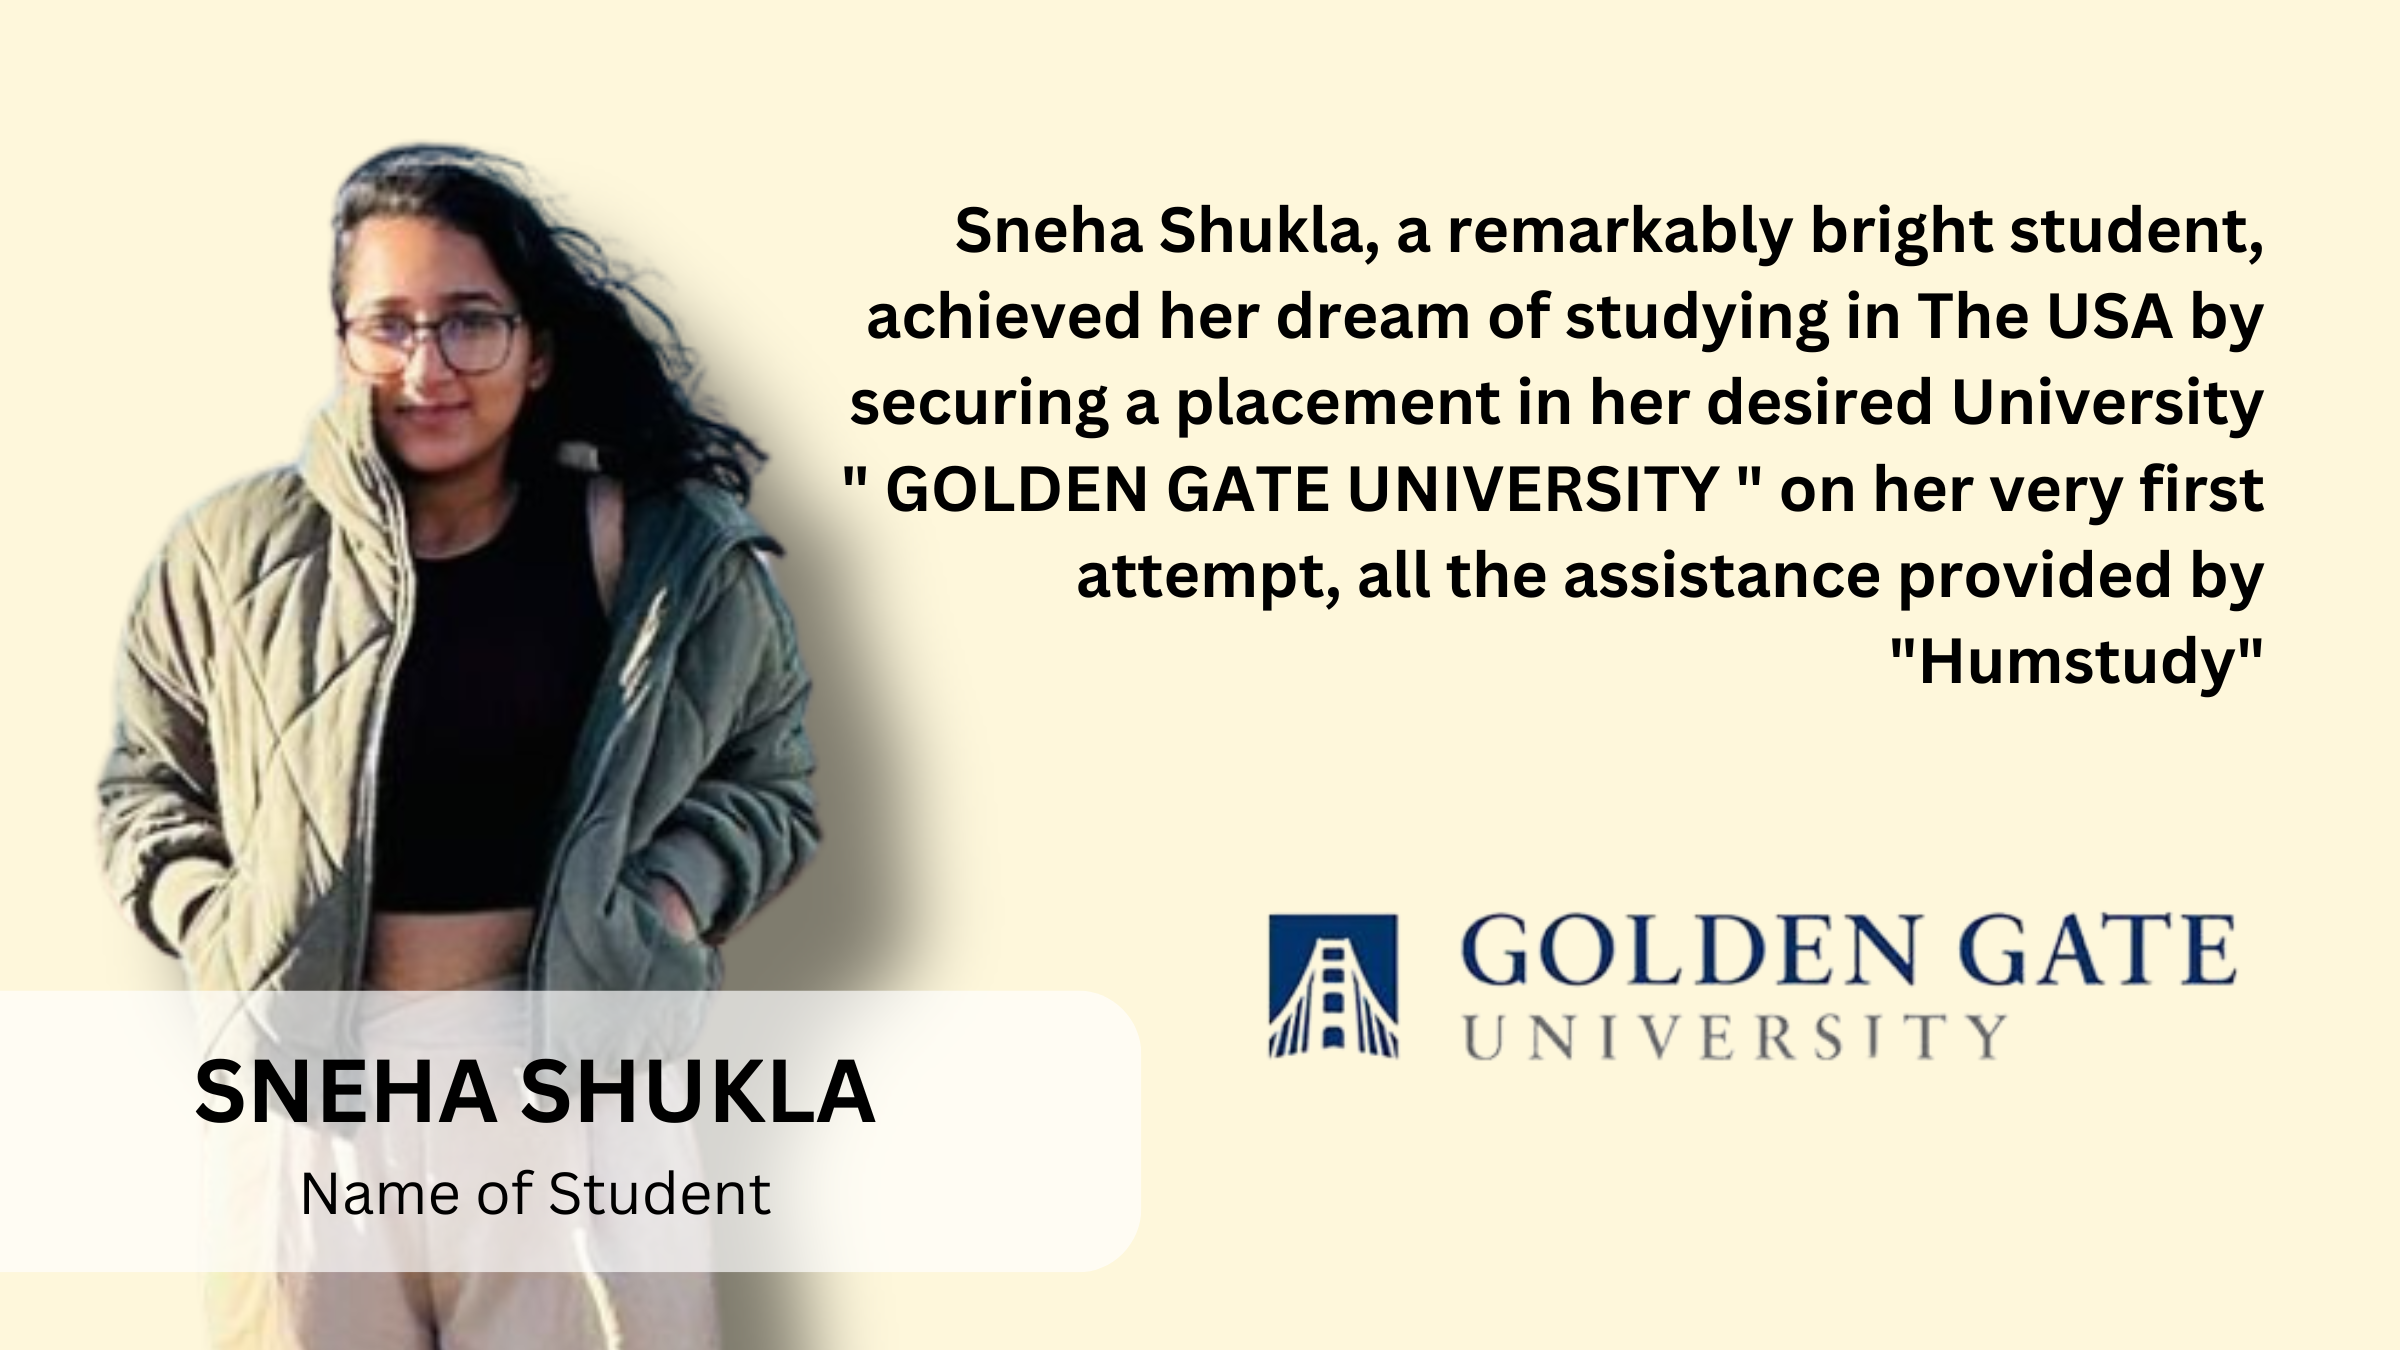 Sneha Shukla, a remarkably bright student,
achieved her dream of studying in The USA by
securing a placement in her desired University
" GOLDEN GATE UNIVERSITY " on her very first
attempt, all the assistance provided by
"Humstudy"
GOLDEN GATE
UNIVERSITY
SNEHA SHUKLA
Name of Student